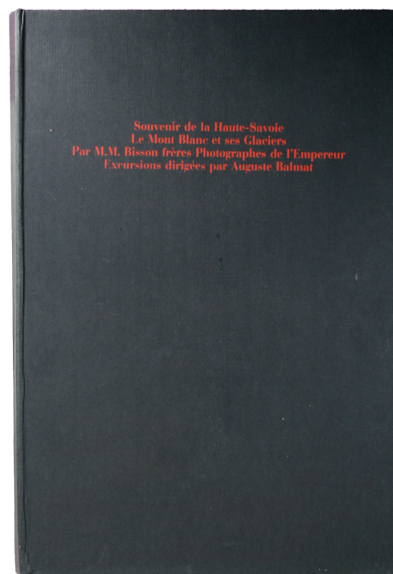 Souvenir de la Haute-Savoie
Le Mont Blanc et ses Glaciers
Par M.M. Bisson frères Photographes de l'Empereur
Excursions dirigées par Auguste Balmat